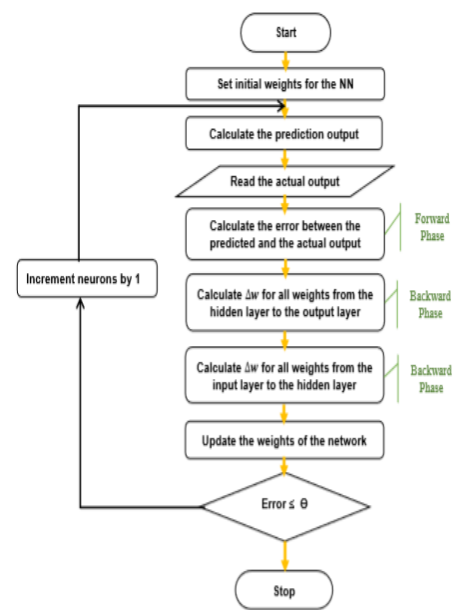 Start
Set initial weights for the NN
Calculate the prediction output
Read the actual output
Calculate the error between the
predicted and the actual output
Forward
Phase
Increment neurons by 1
Calculate Δw for all weights from the
hidden layer to the output layer
Backward
Phase
Calculate Δw for all weights from the
input layer to the hidden layer
Backward
Phase
Update the weights of the network
Error ≤ Θ
Stop